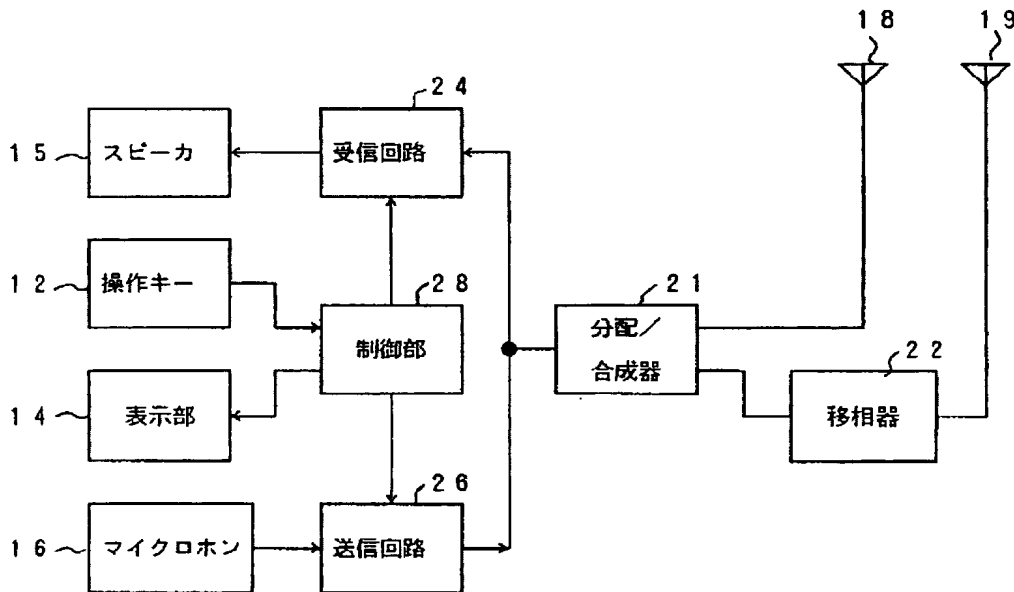 18
19
24
15
スピーカ
受信回路
12
操作キー
28
制御部
21
分配/
合成器
22
移相器
14
表示部
26
16
マイクロホン
送信回路